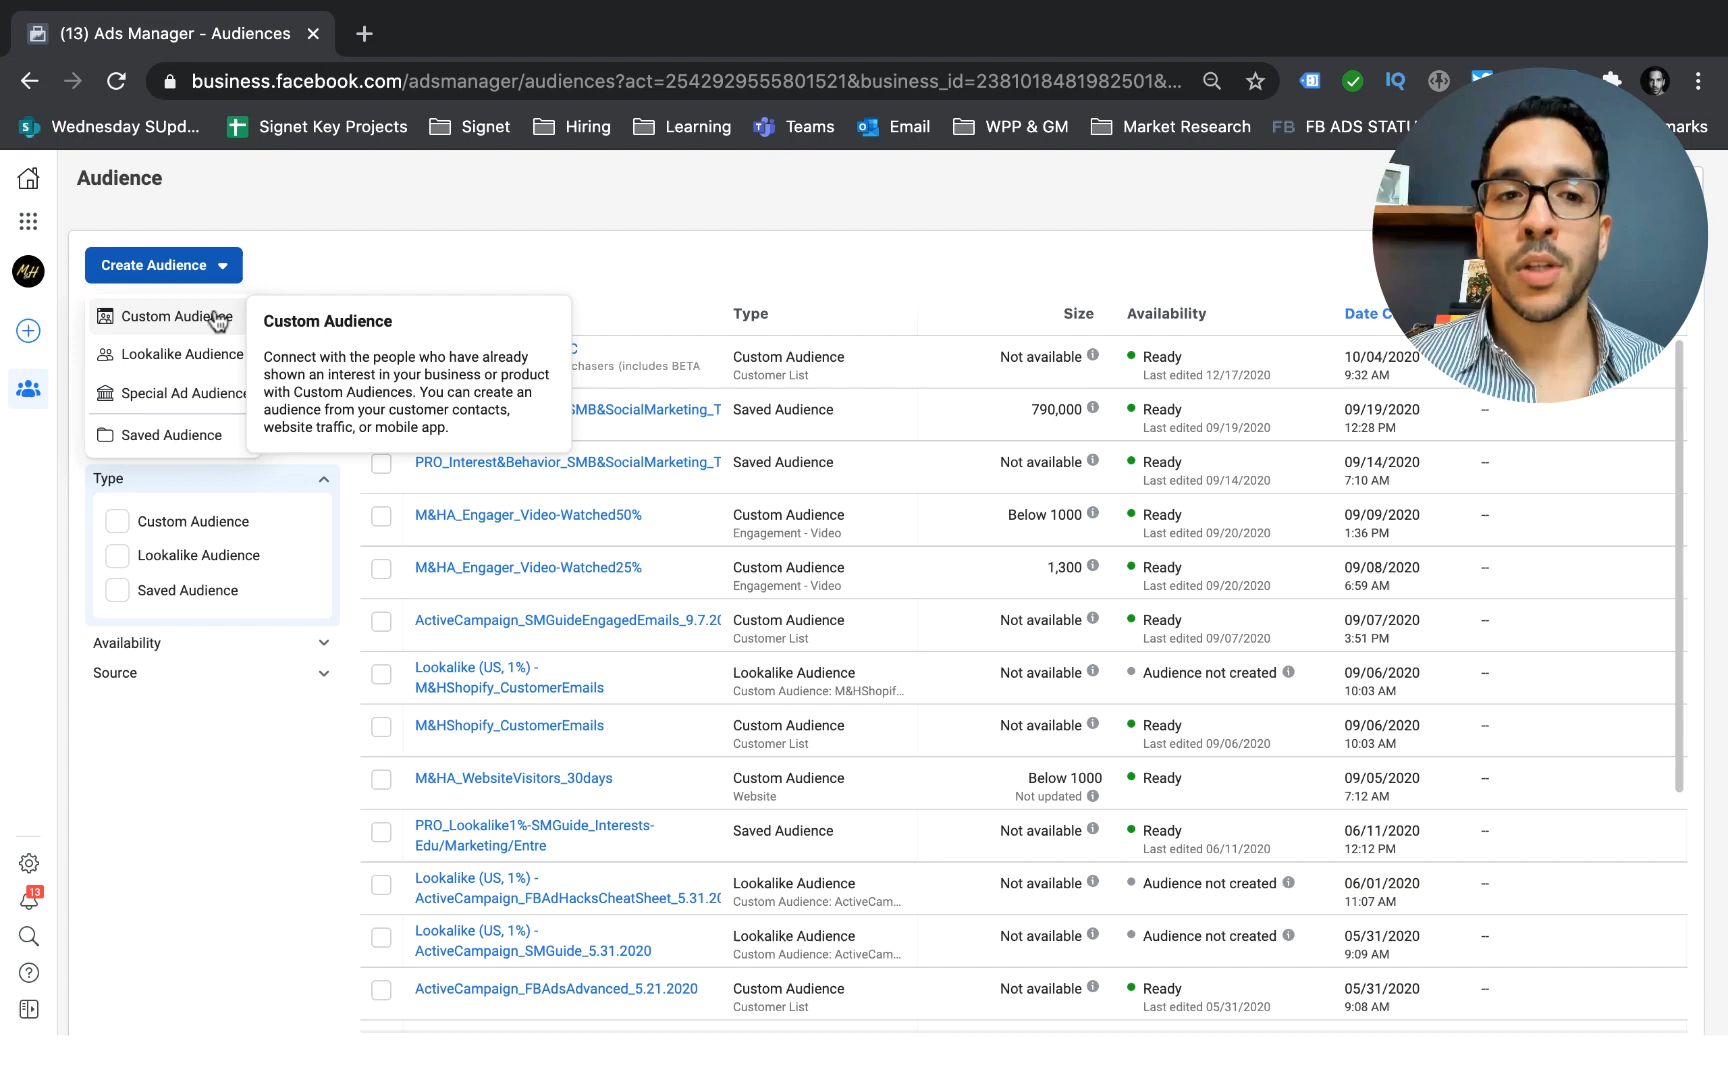 (13) Ads Manager - Audiences
business.facebook.com/adsmanager/audiences?act=2542929555801521&business_id=2381018481982501&...
IQ
Wednesday SUpd...
Signet Key Projects
Signet
Hiring
Learning
Teams
Email
WPP & GM
Market Research
FB FB ADS STATU
marks
Audience
MH
Create Audience
Custom Audience
Lookalike Audience
Special Ad Audience
Saved Audience
Custom Audience
Connect with the people who have already
shown an interest in your business or product
with Custom Audiences. You can create an
audience from your customer contacts,
website traffic, or mobile app.
Type
Custom Audience
Lookalike Audience
Saved Audience
Availability
Source
13
Type Size Availability Date C
C Custom Audience Not available Ready 10/04/2020
chasers (includes BETA Customer List Last edited 12/17/2020 9:32 AM
SMB&SocialMarketing_T Saved Audience 790,000 Ready 09/19/2020 --
Last edited 09/19/2020 12:28 PM
PRO_Interest&Behavior_SMB&SocialMarketing_T Saved Audience Not available Ready 09/14/2020 --
Last edited 09/14/2020 7:10 AM
M&HA_Engager_Video-Watched50% Custom Audience Below 1000 Ready 09/09/2020 --
Engagement - Video Last edited 09/20/2020 1:36 PM
M&HA_Engager_Video-Watched25% Custom Audience 1,300 Ready 09/08/2020 --
Engagement - Video Last edited 09/20/2020 6:59 AM
ActiveCampaign_SMGuideEngagedEmails_9.7.20 Custom Audience Not available Ready 09/07/2020 --
Customer List Last edited 09/07/2020 3:51 PM
Lookalike (US, 1%) - Lookalike Audience Not available Audience not created 09/06/2020 --
M&HShopify_CustomerEmails Custom Audience: M&HShopif... 10:03 AM
M&HShopify_CustomerEmails Custom Audience Not available Ready 09/06/2020 --
Customer List Last edited 09/06/2020 10:03 AM
M&HA_WebsiteVisitors_30days Custom Audience Below 1000 Ready 09/05/2020 --
Website Not updated 7:12 AM
PRO_Lookalike1%-SMGuide_Interests- Saved Audience Not available Ready 06/11/2020 --
Edu/Marketing/Entre Last edited 06/11/2020 12:12 PM
Lookalike (US, 1%) - Lookalike Audience Not available Audience not created 06/01/2020 --
ActiveCampaign_FBAdHacksCheatSheet_5.31.20 Custom Audience: ActiveCam... 11:07 AM
Lookalike (US, 1%) - Lookalike Audience Not available Audience not created 05/31/2020 --
ActiveCampaign_SMGuide_5.31.2020 Custom Audience: ActiveCam... 9:09 AM
ActiveCampaign_FBAdsAdvanced_5.21.2020 Custom Audience Not available Ready 05/31/2020 --
Customer List Last edited 05/31/2020 9:08 AM